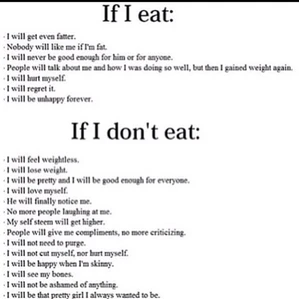 If I eat:
· I will get even fatter.
· Nobody will like me if I'm fat.
· I will never be good enough for him or for anyone.
· People will talk about me and how I was doing so well, but then I gained weight again.
· I will hurt myself.
· I will regret it.
· I will be unhappy forever.
If I don't eat:
· I will feel weightless.
· I will lose weight.
· I will be pretty and I will be good enough for everyone.
· I will love myself.
· He will finally notice me.
· No more people laughing at me.
· My self steem will get higher.
· People will give me compliments, no more criticizing.
· I will not need to purge.
· I will not cut myself, nor hurt myself.
· I will be happy when I'm skinny.
· I will see my bones.
· I will not be ashamed of anything.
· I will be that pretty girl I always wanted to be.